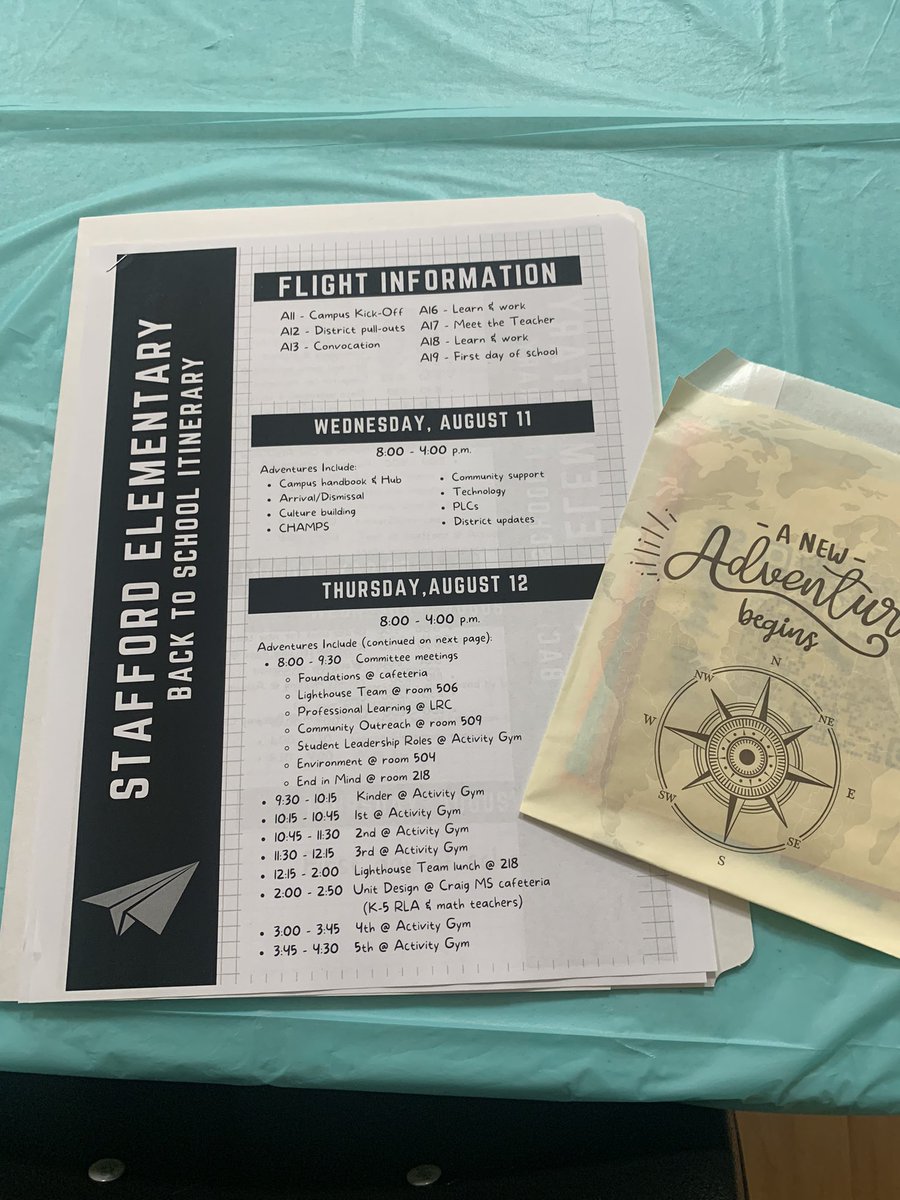 STAFFORD ELEMENTARY
BACK TO SCHOOL ITINERARY
FLIGHT INFORMATION
A11 - Campus Kick-Off
A12 - District pull-outs
A13 - Convocation
A16 - Learn & work
A17 - Meet the Teacher
A18 - Learn & work
A19 - First day of school
WEDNESDAY, AUGUST 11
8:00 - 4:00 p.m.
Adventures Include:
• Campus handbook & Hub
• Arrival/Dismissal
• Culture building
• CHAMPS
• Community support
• Technology
• PLCs
• District updates
THURSDAY, AUGUST 12
8:00 - 4:00 p.m.
Adventures Include (continued on next page):
• 8:00 - 9:30 Committee meetings
○ Foundations @ cafeteria
○ Lighthouse Team @ room 506
○ Professional Learning @ LRC
○ Community Outreach @ room 509
○ Student Leadership Roles @ Activity Gym
○ Environment @ room 504
○ End in Mind @ room 218
• 9:30 - 10:15 Kinder @ Activity Gym
• 10:15 - 10:45 1st @ Activity Gym
• 10:45 - 11:30 2nd @ Activity Gym
• 11:30 - 12:15 3rd @ Activity Gym
• 12:15 - 2:00 Lighthouse Team lunch @ 218
• 2:00 - 2:50 Unit Design @ Craig MS cafeteria
(K-5 RLA & math teachers)
• 3:00 - 3:45 4th @ Activity Gym
• 3:45 - 4:30 5th @ Activity Gym
- A NEW -
Adventur
begins
N
NW
NE
W
E
SW
SE
S